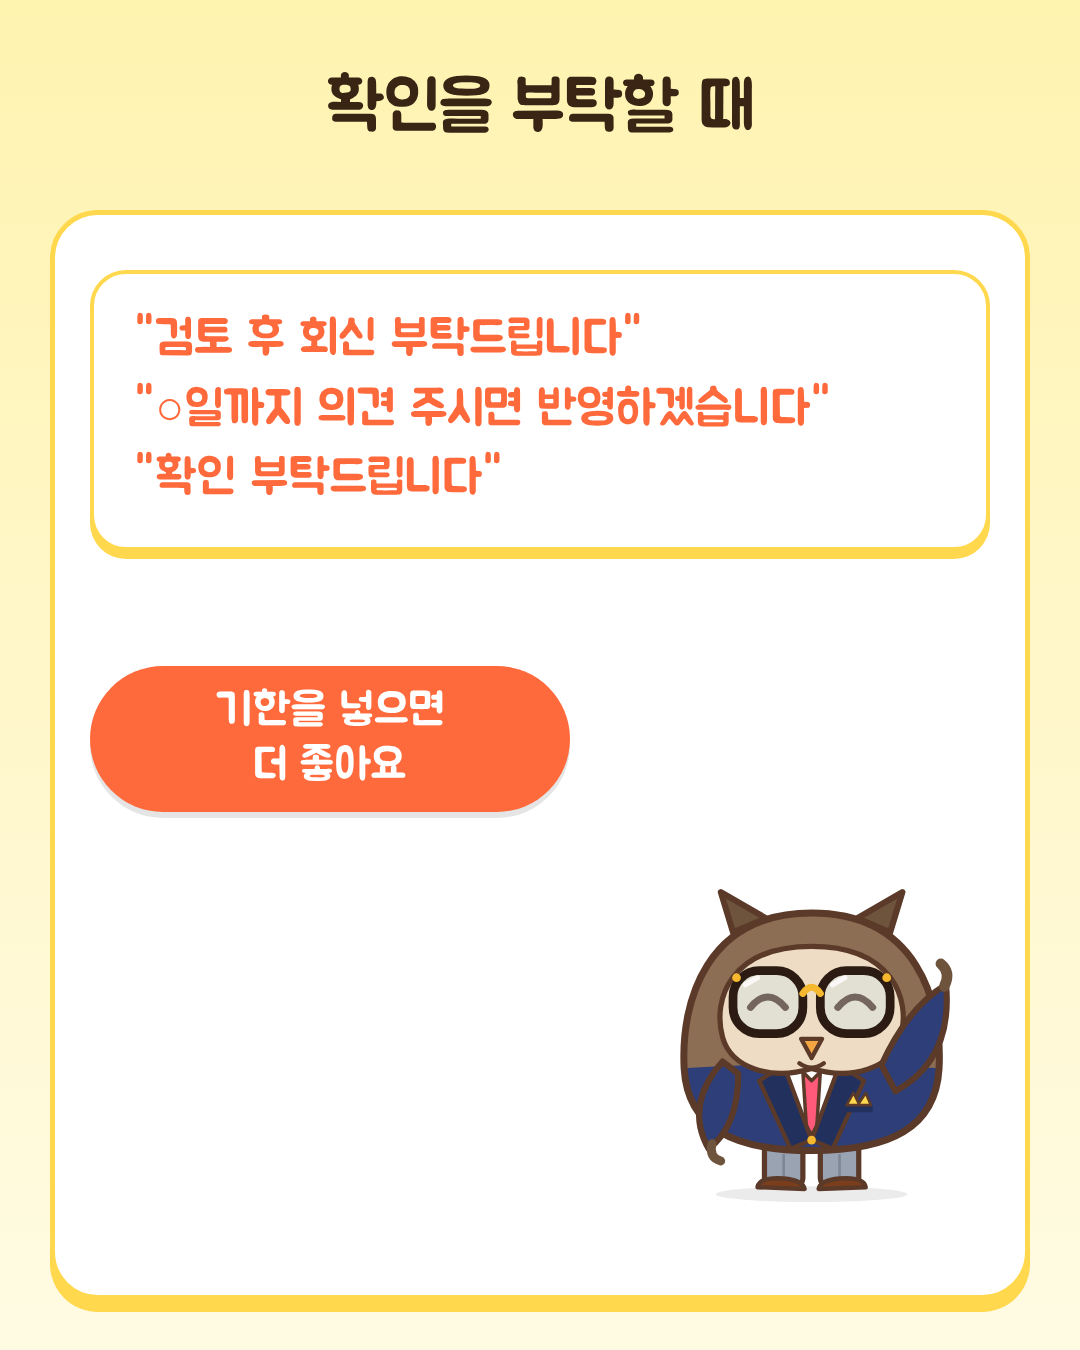 확인을 부탁할 때
"검토 후 회신 부탁드립니다"
"○일까지 의견 주시면 반영하겠습니다"
"확인 부탁드립니다"
기한을 넣으면
더 좋아요